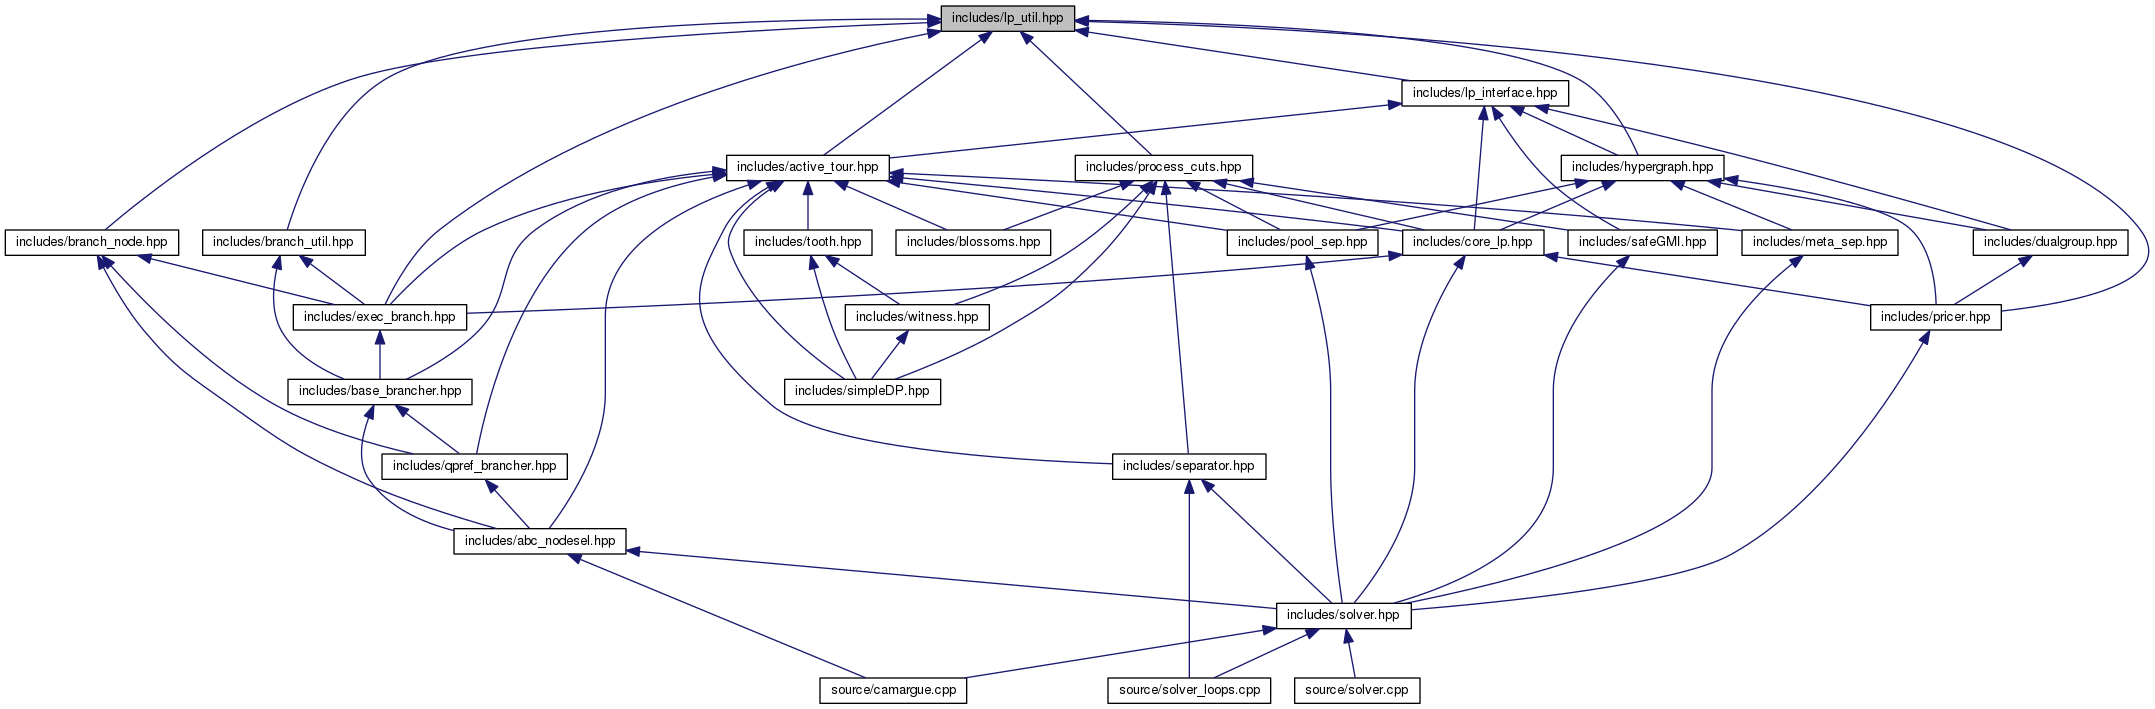 includes/lp_util.hpp
includes/lp_interface.hpp
includes/active_tour.hpp
includes/process_cuts.hpp
includes/hypergraph.hpp
includes/branch_node.hpp
includes/branch_util.hpp
includes/tooth.hpp
includes/blossoms.hpp
includes/pool_sep.hpp
includes/core_lp.hpp
includes/safeGMI.hpp
includes/meta_sep.hpp
includes/dualgroup.hpp
includes/exec_branch.hpp
includes/witness.hpp
includes/pricer.hpp
includes/base_brancher.hpp
includes/simpleDP.hpp
includes/qpref_brancher.hpp
includes/separator.hpp
includes/abc_nodesel.hpp
includes/solver.hpp
source/camargue.cpp
source/solver_loops.cpp
source/solver.cpp